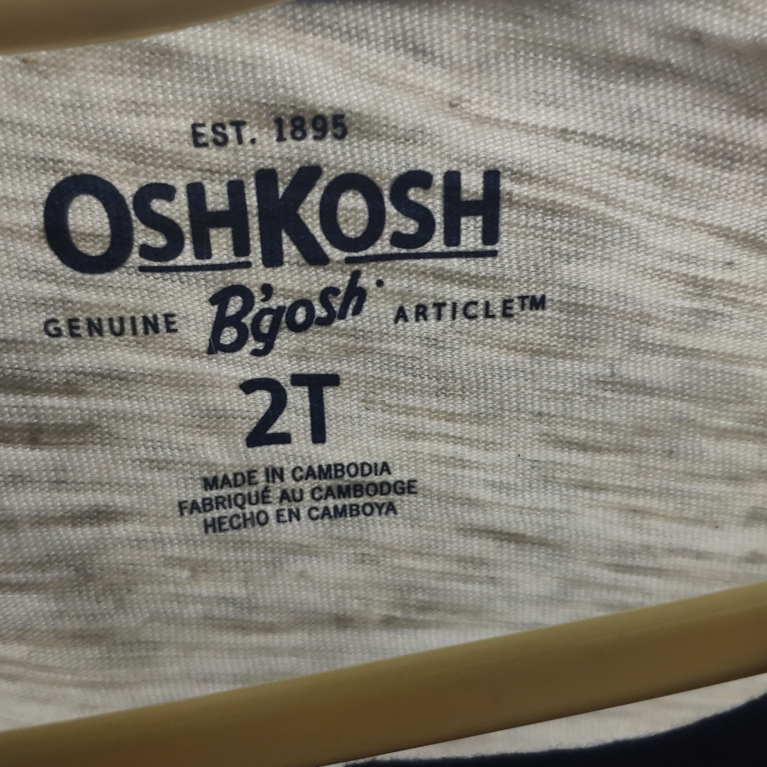 EST. 1895
OSHKOSH
GENUINE B'gosh ARTICLE™
2T
MADE IN CAMBODIA
FABRIQUÉ AU CAMBODGE
HECHO EN CAMBOYA